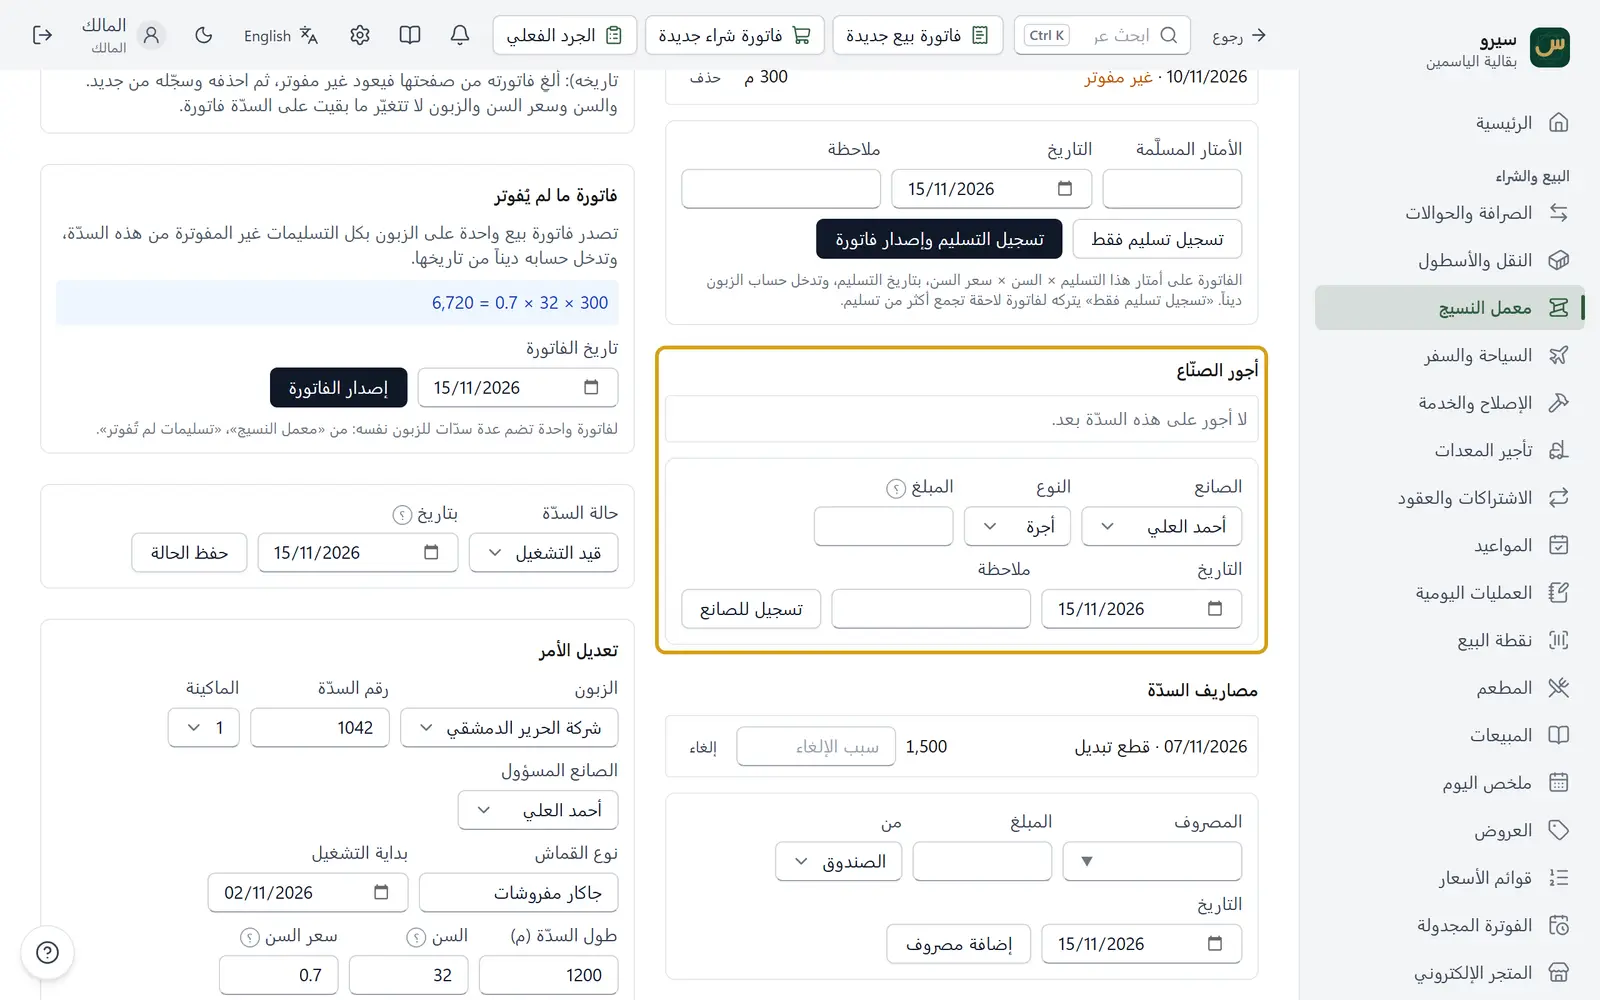 سيرو
بقالية الياسمين
س
رجوع
ابحث عر
Ctrl K
فاتورة بيع جديدة
فاتورة شراء جديدة
الجرد الفعلي
English
المالك
المالك
الرئيسية
البيع والشراء
الصرافة والحوالات
النقل والأسطول
معمل النسيج
السياحة والسفر
الإصلاح والخدمة
تأجير المعدات
الاشتراكات والعقود
المواعيد
العمليات اليومية
نقطة البيع
المطعم
المبيعات
ملخص اليوم
العروض
قوائم الأسعار
الفوترة المجدولة
المتجر الإلكتروني
10/11/2026 · غير مفوتر
300 م
حذف
الأمتار المسلَّمة
التاريخ
ملاحظة
15/11/2026
تسجيل تسليم فقط
تسجيل التسليم وإصدار فاتورة
الفاتورة على أمتار هذا التسليم × السن × سعر السن، بتاريخ التسليم، وتدخل حساب الزبون
ديناً. «تسجيل تسليم فقط» يتركه لفاتورة لاحقة تجمع أكثر من تسليم.
أجور الصنّاع
لا أجور على هذه السدّة بعد.
الصانع
النوع
المبلغ ؟
أحمد العلي
أجرة
التاريخ
ملاحظة
15/11/2026
تسجيل للصانع
مصاريف السدّة
07/11/2026 · قطع تبديل
1,500
سبب الإلغاء
إلغاء
المصروف
المبلغ
من
الصندوق
التاريخ
15/11/2026
إضافة مصروف
تاريخه): ألغِ فاتورته من صفحتها فيعود غير مفوتر، ثم احذفه وسجّله من جديد.
والسن وسعر السن والزبون لا تتغيّر ما بقيت على السدّة فاتورة.
فاتورة ما لم يُفوتر
تصدر فاتورة بيع واحدة على الزبون بكل التسليمات غير المفوترة من هذه السدّة،
وتدخل حسابه ديناً من تاريخها.
300 × 32 × 0.7 = 6,720
تاريخ الفاتورة
15/11/2026
إصدار الفاتورة
لفاتورة واحدة تضم عدة سدّات للزبون نفسه: من «معمل النسيج»، «تسليمات لم تُفوتر».
حالة السدّة
بتاريخ ؟
قيد التشغيل
15/11/2026
حفظ الحالة
تعديل الأمر
الزبون
رقم السدّة
الماكينة
شركة الحرير الدمشقي
1042
1
الصانع المسؤول
أحمد العلي
نوع القماش
بداية التشغيل
جاكار مفروشات
02/11/2026
طول السدّة (م)
السن ؟
سعر السن ؟
1200
32
0.7